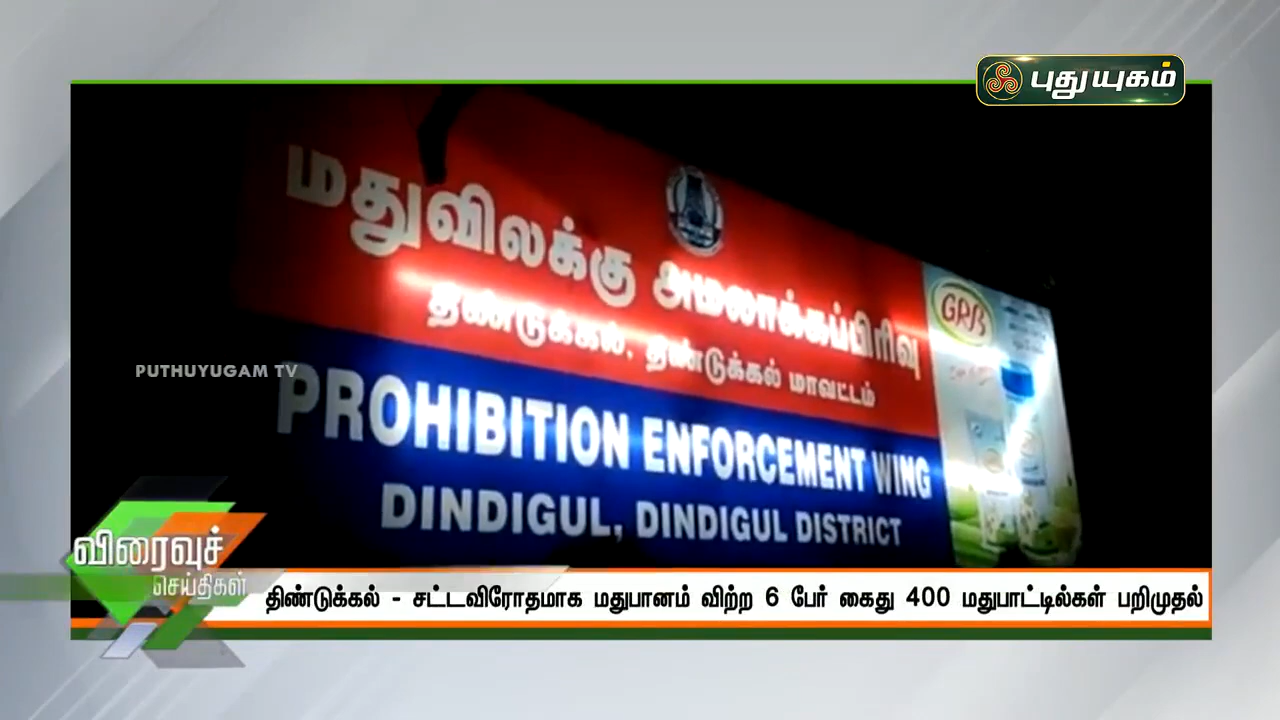 புதுயுகம்
மதுவிலக்கு அமலாக்கப்பிரிவு
திண்டுக்கல், திண்டுக்கல் மாவட்டம்
GRB
PUTHUYUGAM TV
PROHIBITION ENFORCEMENT WING
DINDIGUL, DINDIGUL DISTRICT
விரைவுச்
செய்திகள்
திண்டுக்கல் - சட்டவிரோதமாக மதுபானம் விற்ற 6 பேர் கைது 400 மதுபாட்டில்கள் பறிமுதல்